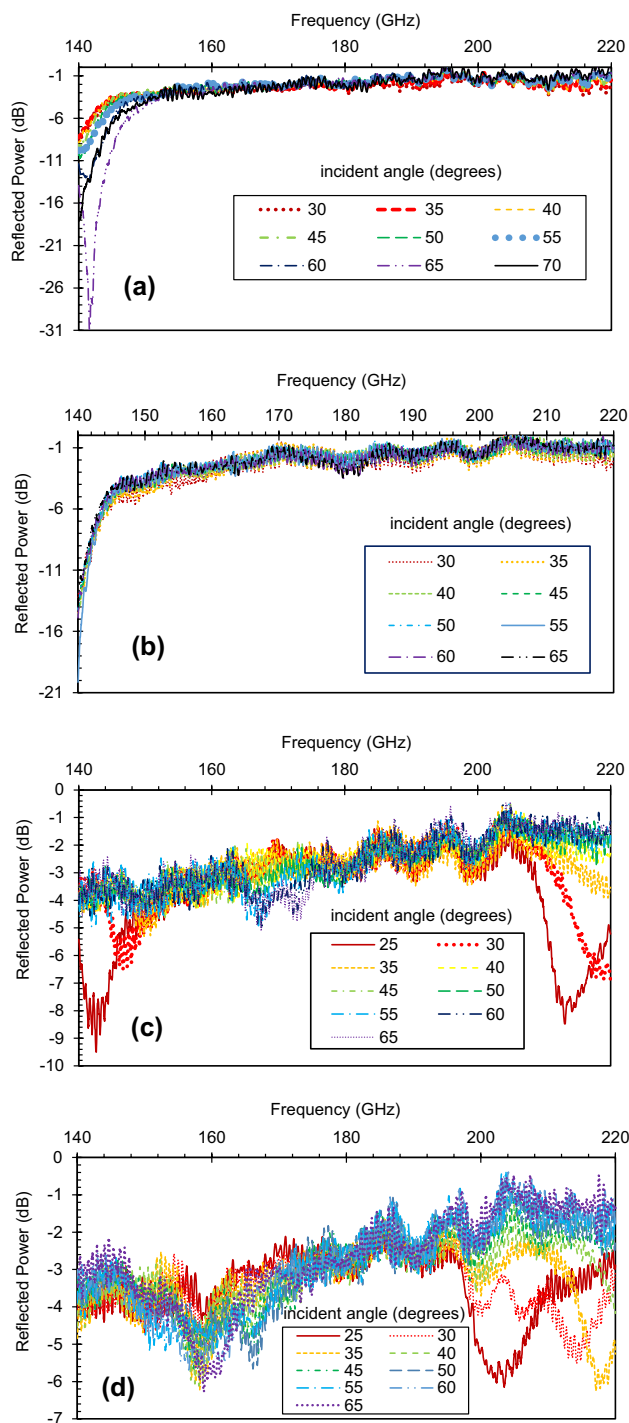 Frequency (GHz)
140 160 180 200 220
-1
-6
-11
-16
-21
-26
-31
Reflected Power (dB)
incident angle (degrees)
30 35 40
45 50 55
60 65 70
(a)
Frequency (GHz)
140 150 160 170 180 190 200 210 220
-1
-6
-11
-16
-21
Reflected Power (dB)
incident angle (degrees)
30 35
40 45
50 55
60 65
(b)
Frequency (GHz)
140 160 180 200 220
0
-1
-2
-3
-4
-5
-6
-7
-8
-9
-10
Reflected Power (dB)
incident angle (degrees)
25 30
35 40
45 50
55 60
65
(c)
Frequency (GHz)
140 160 180 200 220
0
-1
-2
-3
-4
-5
-6
-7
Reflected Power (dB)
incident angle (degrees)
25 30
35 40
45 50
55 60
65
(d)